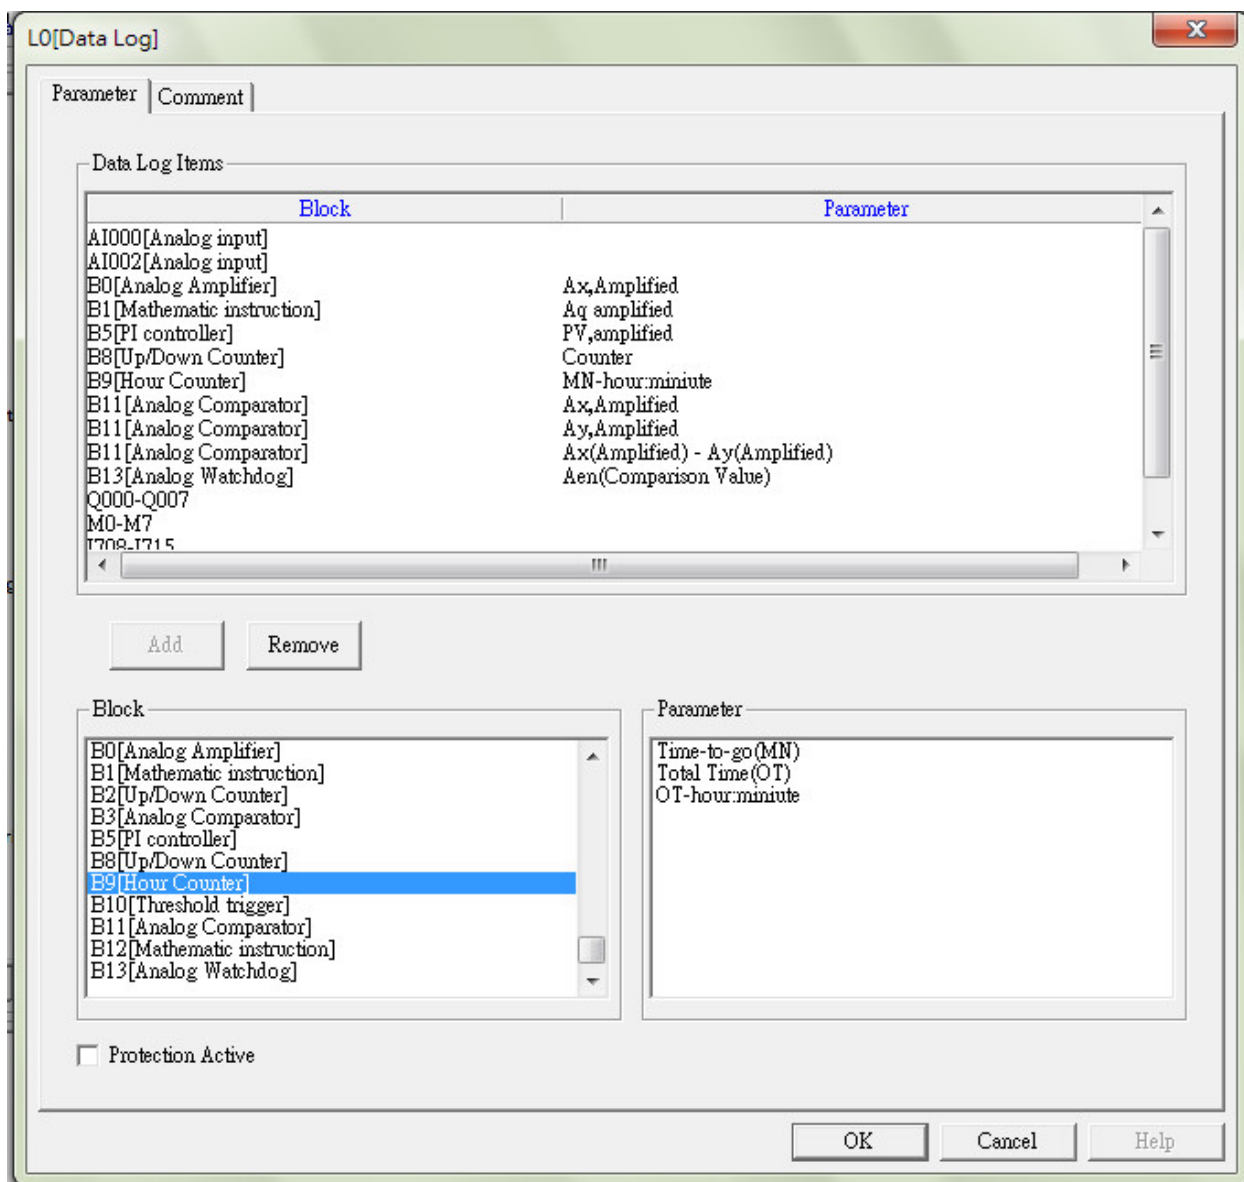 L0[Data Log]
Parameter Comment
Data Log Items
Block Parameter
AI000[Analog input]
AI002[Analog input]
B0[Analog Amplifier] Ax,Amplified
B1[Mathematic instruction] Aq amplified
B5[PI controller] PV,amplified
B8[Up/Down Counter] Counter
B9[Hour Counter] MN-hour:miniute
B11[Analog Comparator] Ax,Amplified
B11[Analog Comparator] Ay,Amplified
B11[Analog Comparator] Ax(Amplified) - Ay(Amplified)
B13[Analog Watchdog] Aen(Comparison Value)
Q000-Q007
M0-M7
I708-I715
Add Remove
Block
B0[Analog Amplifier]
B1[Mathematic instruction]
B2[Up/Down Counter]
B3[Analog Comparator]
B5[PI controller]
B8[Up/Down Counter]
B9[Hour Counter]
B10[Threshold trigger]
B11[Analog Comparator]
B12[Mathematic instruction]
B13[Analog Watchdog]
Parameter
Time-to-go(MN)
Total Time(OT)
OT-hour:miniute
Protection Active
OK Cancel Help